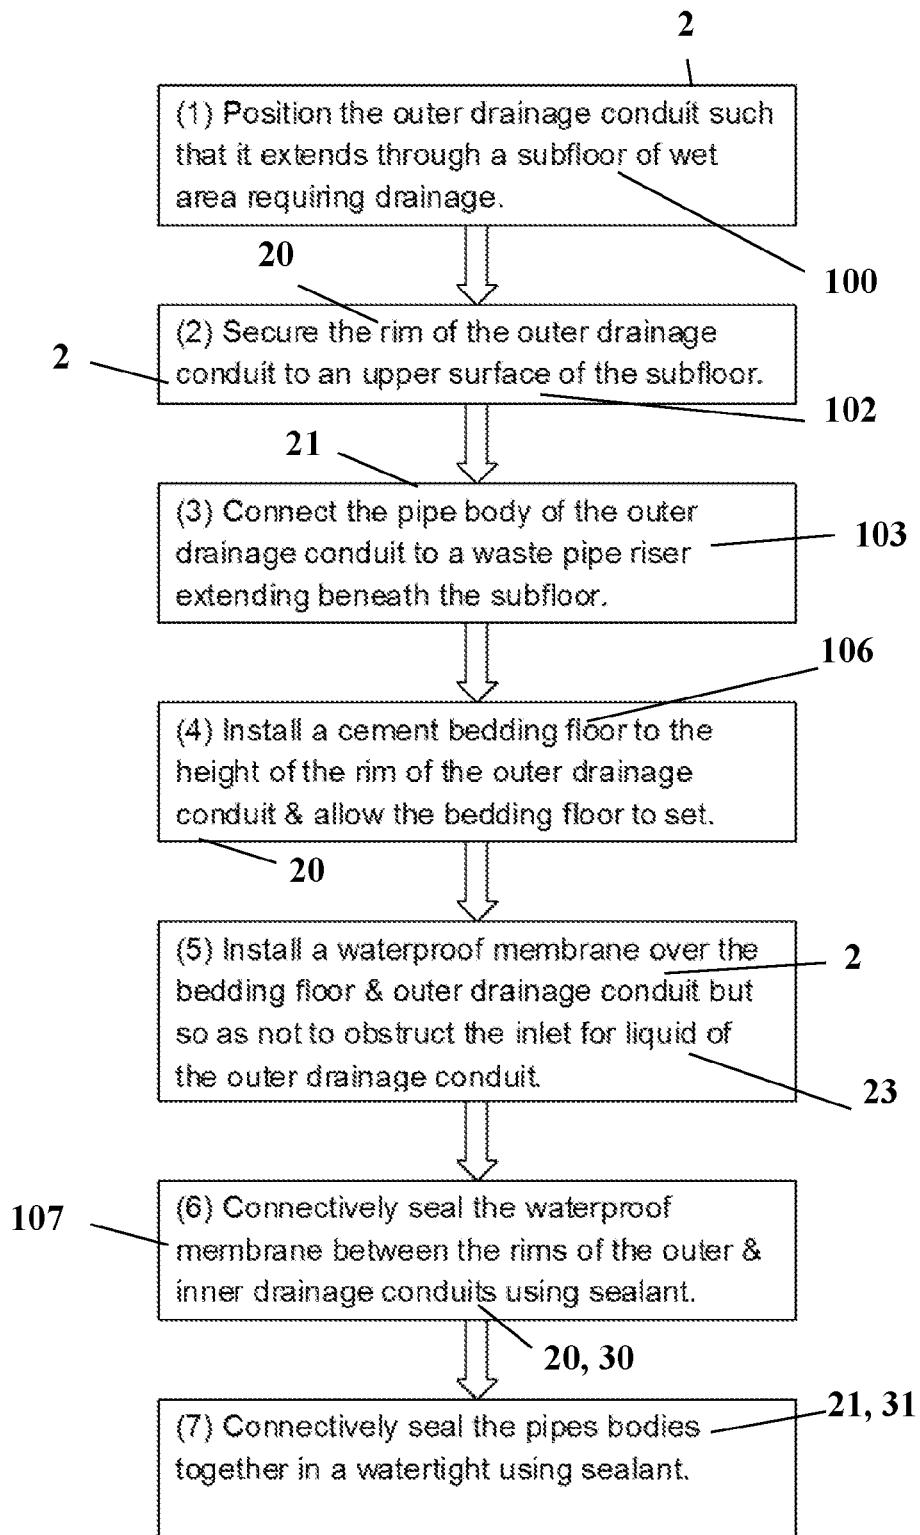 2
(1) Position the outer drainage conduit such
that it extends through a subfloor of wet
area requiring drainage.
20
100
(2) Secure the rim of the outer drainage
2
conduit to an upper surface of the subfloor.
102
21
(3) Connect the pipe body of the outer
drainage conduit to a waste pipe riser
103
extending beneath the subfloor.
106
(4) Install a cement bedding floor to the
height of the rim of the outer drainage
conduit & allow the bedding floor to set.
20
(5) Install a waterproof membrane over the
2
bedding floor & outer drainage conduit but
so as not to obstruct the inlet for liquid of
the outer drainage conduit.
23
(6) Connectively seal the waterproof
107
membrane between the rims of the outer &
inner drainage conduits using sealant.
20, 30
21, 31
(7) Connectively seal the pipes bodies
together in a watertight using sealant.